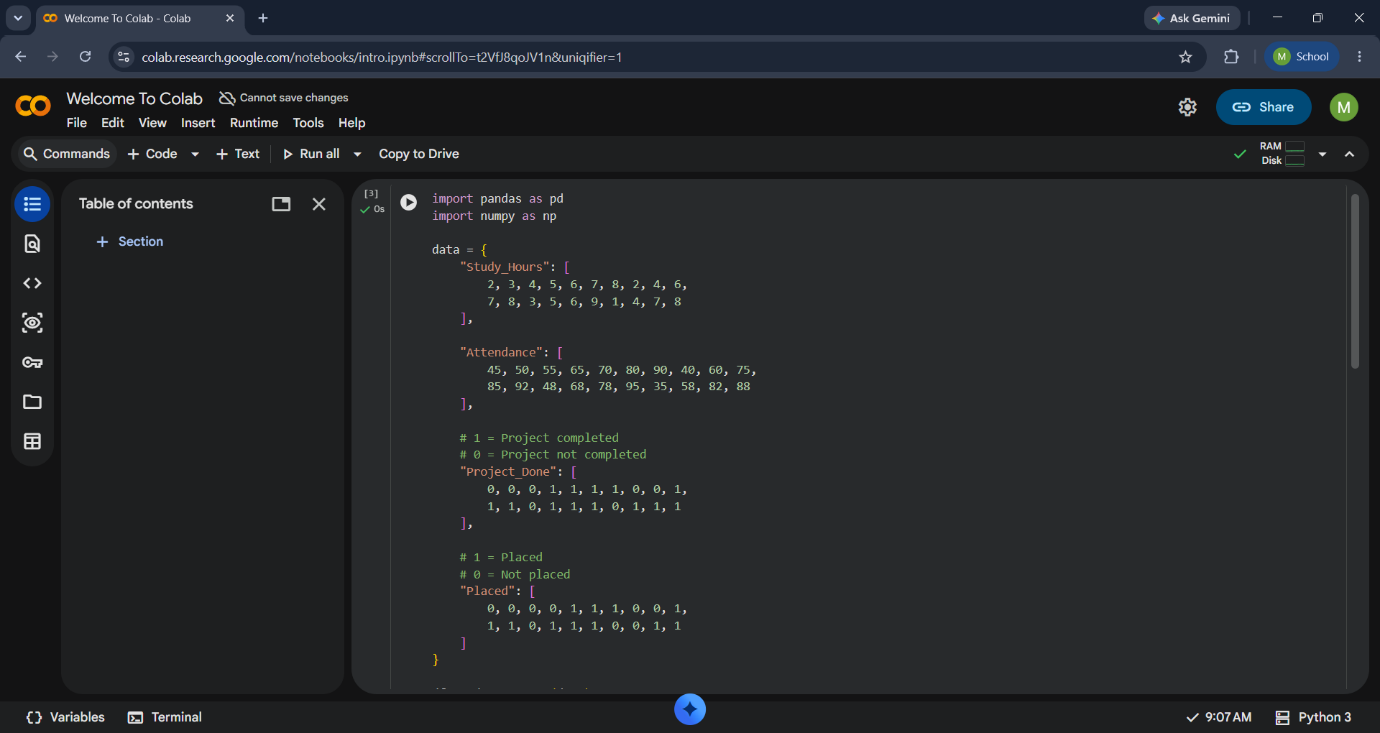 Welcome To Colab - Colab
Ask Gemini
colab.research.google.com/notebooks/intro.ipynb#scrollTo=t2VfJ8qoJV1n&uniqifier=1
M School
Welcome To Colab
Cannot save changes
File Edit View Insert Runtime Tools Help
Share
M
Commands + Code + Text Run all Copy to Drive
RAM
Disk
Table of contents
+ Section
[3]
0s
import pandas as pd
import numpy as np
data = {
"Study_Hours": [
2, 3, 4, 5, 6, 7, 8, 2, 4, 6,
7, 8, 3, 5, 6, 9, 1, 4, 7, 8
],
"Attendance": [
45, 50, 55, 65, 70, 80, 90, 40, 60, 75,
85, 92, 48, 68, 78, 95, 35, 58, 82, 88
],
# 1 = Project completed
# 0 = Project not completed
"Project_Done": [
0, 0, 0, 1, 1, 1, 1, 0, 0, 1,
1, 1, 0, 1, 1, 1, 0, 1, 1, 1
],
# 1 = Placed
# 0 = Not placed
"Placed": [
0, 0, 0, 0, 1, 1, 1, 0, 0, 1,
1, 1, 0, 1, 1, 1, 0, 0, 1, 1
]
}
{} Variables
Terminal
9:07 AM
Python 3